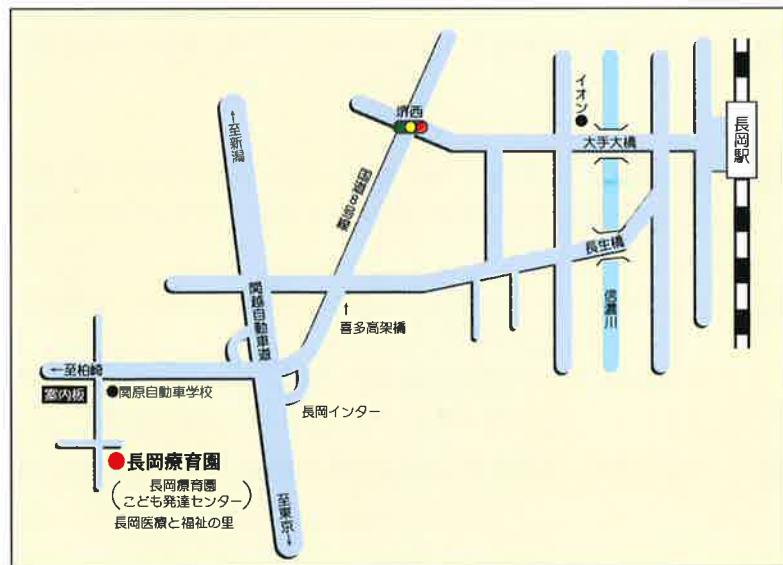 堺西
イオン
長岡駅
大手大橋
←至新潟
国道8号線
長生橋
関越自動車道
信濃川
↑
喜多高架橋
←至柏崎
案内板
関原自動車学校
長岡インター
長岡療育園
長岡療育園
こども発達センター
長岡医療と福祉の里
至東京→